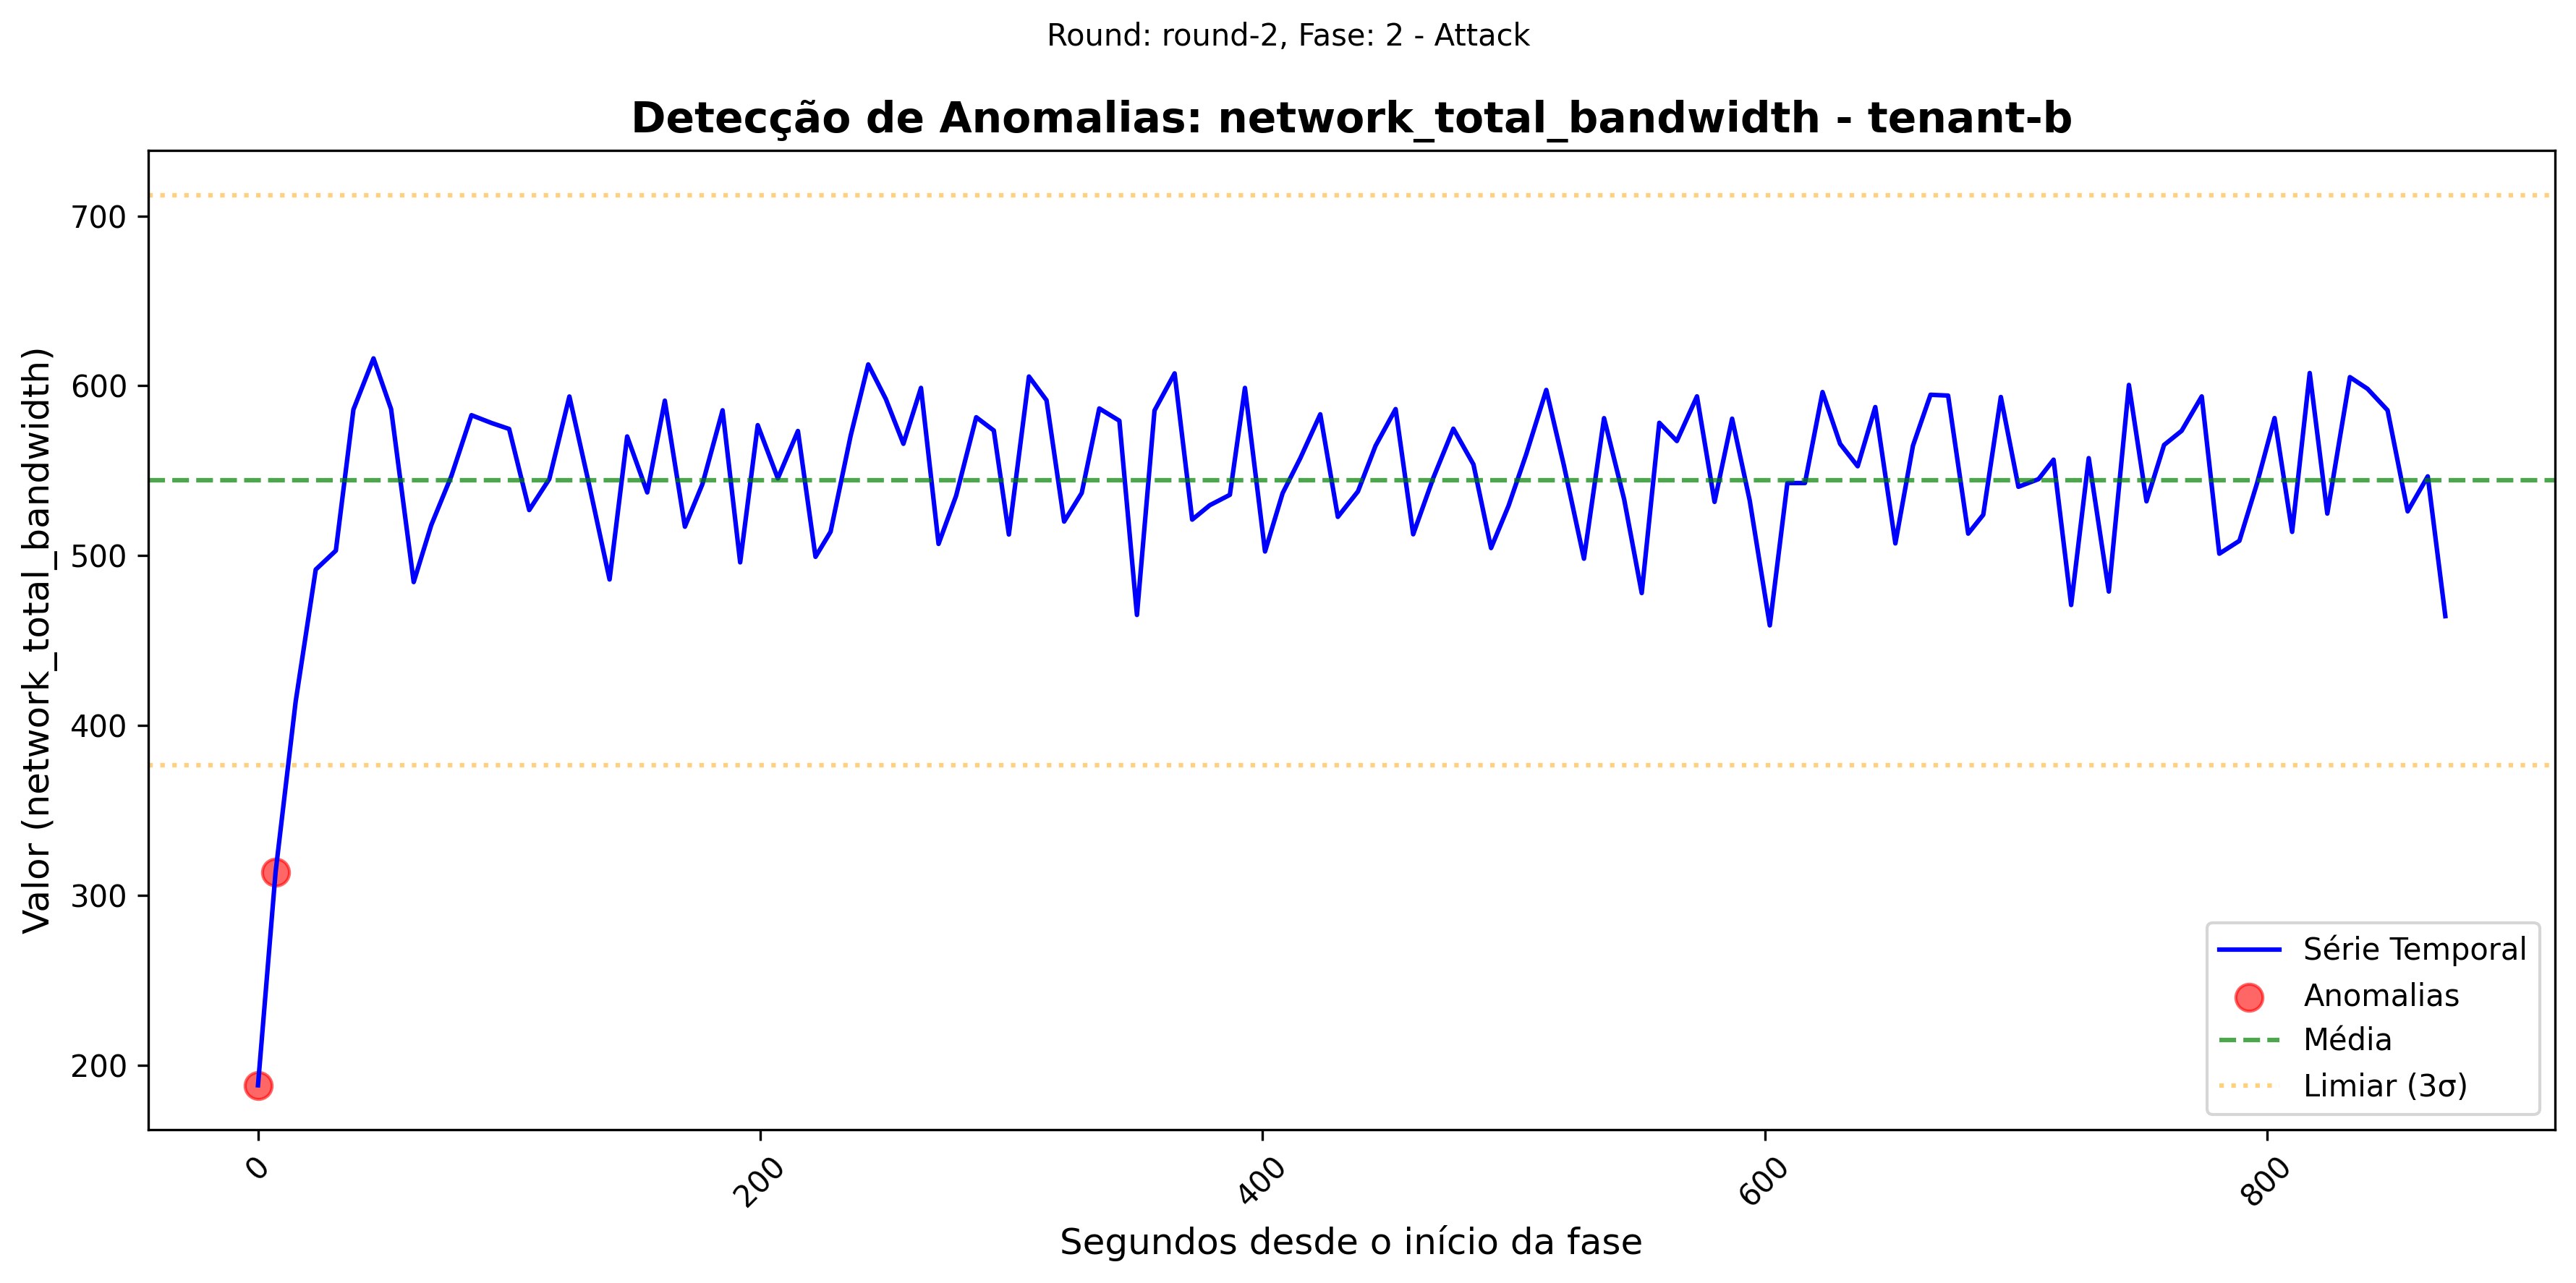 Round: round-2, Fase: 2 - Attack
Detecção de Anomalias: network_total_bandwidth - tenant-b
Valor (network_total_bandwidth)
700
600
500
400
300
200
0
200
400
600
800
Segundos desde o início da fase
Série Temporal
Anomalias
Média
Limiar (3σ)